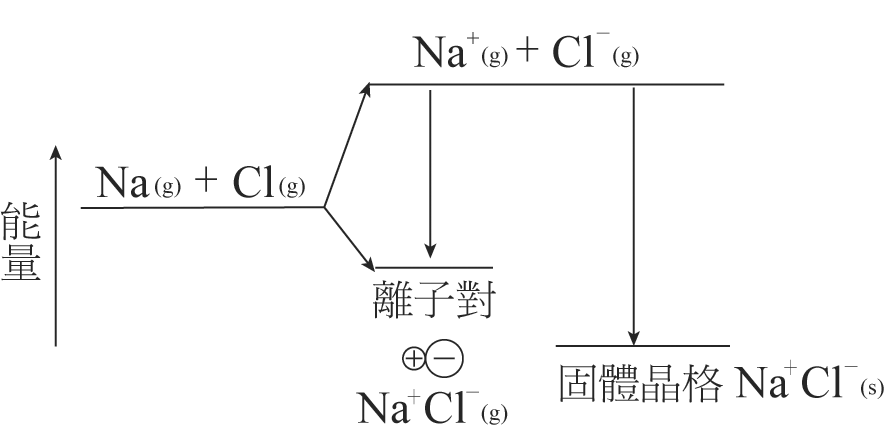 Na⁺(g) + Cl⁻(g)
Na(g) + Cl(g)
能量
離子對
⊕⊖
Na⁺Cl⁻(g)
固體晶格 Na⁺Cl⁻(s)